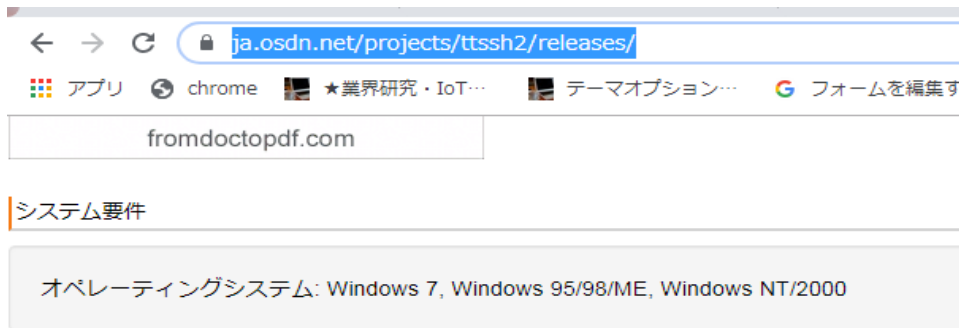 ja.osdn.net/projects/ttssh2/releases/
アプリ chrome ★業界研究・IoT… テーマオプション… フォームを編集す
fromdoctopdf.com
システム要件
オペレーティングシステム: Windows 7, Windows 95/98/ME, Windows NT/2000